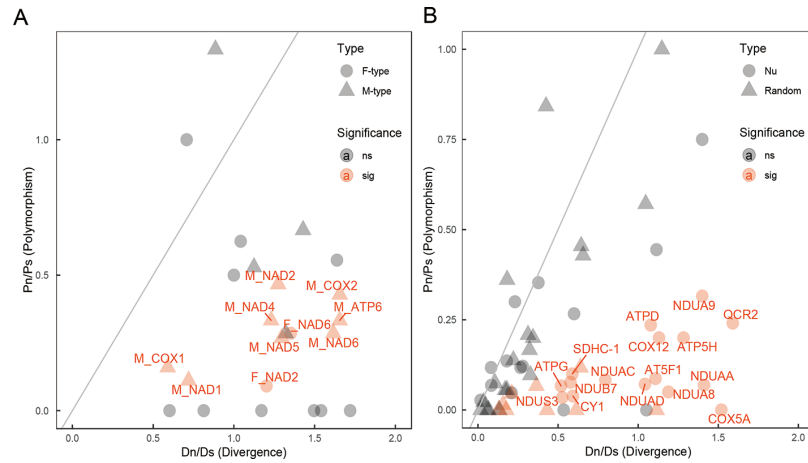 A
Pn/Ps (Polymorphism)
1.0
0.5
0.0
0.0
0.5
1.0
1.5
2.0
Dn/Ds (Divergence)
Type
F-type
M-type
Significance
a ns
a sig
M_NAD2
M_COX2
M_NAD4
M_ATP6
F_NAD6
M_NAD5
M_NAD6
M_COX1
M_NAD1
F_NAD2
B
Pn/Ps (Polymorphism)
1.00
0.75
0.50
0.25
0.00
0.0
0.5
1.0
1.5
2.0
Dn/Ds (Divergence)
Type
Nu
Random
Significance
a ns
a sig
NDUA9
ATPD
QCR2
COX12
ATP5H
SDHC-1
ATPG
NDUAC
AT5F1
NDUAA
NDUB7
NDUS3
CY1
NDUAD
NDUA8
COX5A